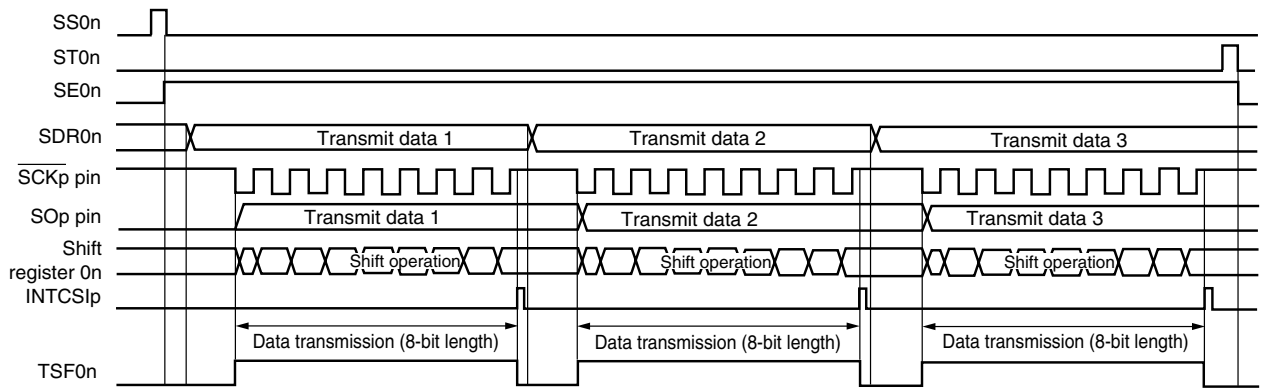 SS0n
ST0n
SE0n
SDR0n Transmit data 1 Transmit data 2 Transmit data 3
SCKp pin
SOp pin Transmit data 1 Transmit data 2 Transmit data 3
Shift
register 0n Shift operation Shift operation Shift operation
INTCSIp
Data transmission (8-bit length) Data transmission (8-bit length) Data transmission (8-bit length)
TSF0n